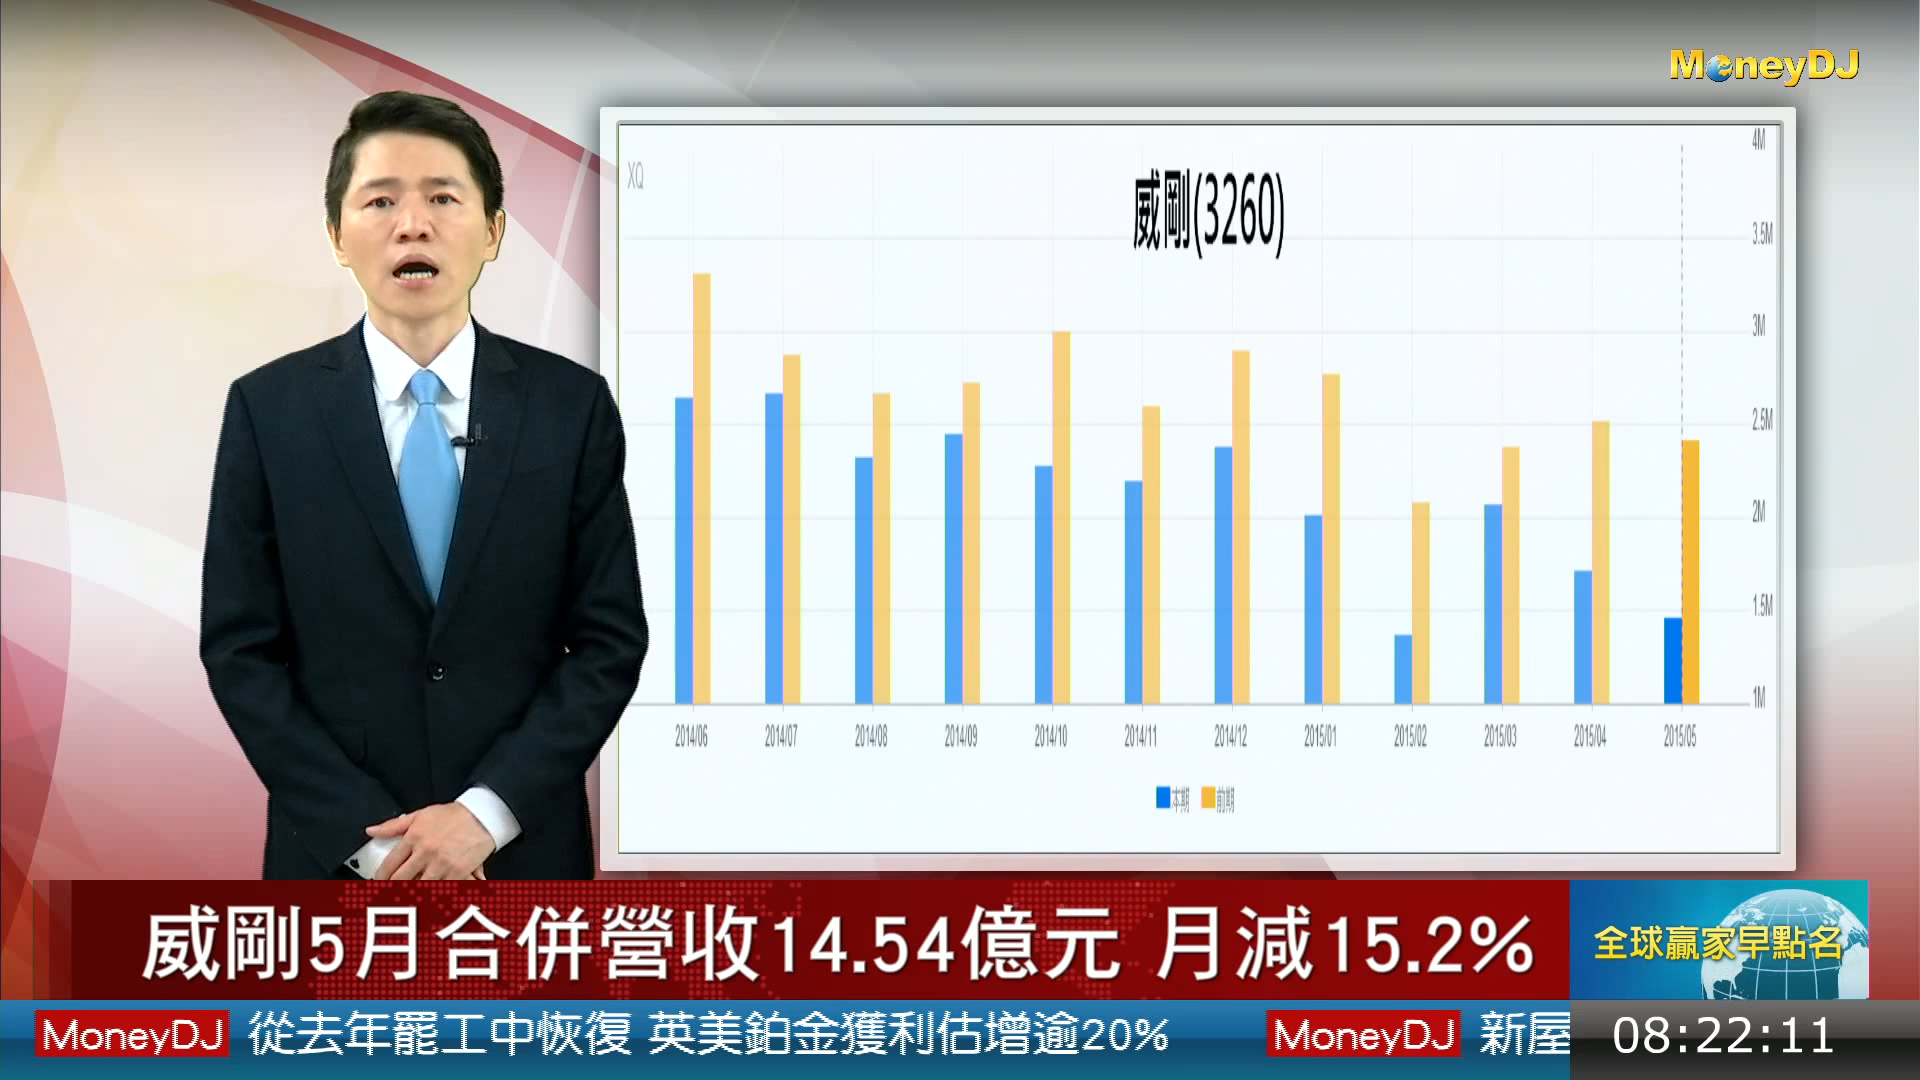 MoneyDJ
XQ
威剛(3260)
4M
3.5M
3M
2.5M
2M
1.5M
1M
2014/06 2014/07 2014/08 2014/09 2014/10 2014/11 2014/12 2015/01 2015/02 2015/03 2015/04 2015/05
本期 前期
威剛5月合併營收14.54億元 月減15.2%
全球贏家早點名
MoneyDJ 從去年罷工中恢復 英美鉑金獲利估增逾20% MoneyDJ 新屋
08:22:11